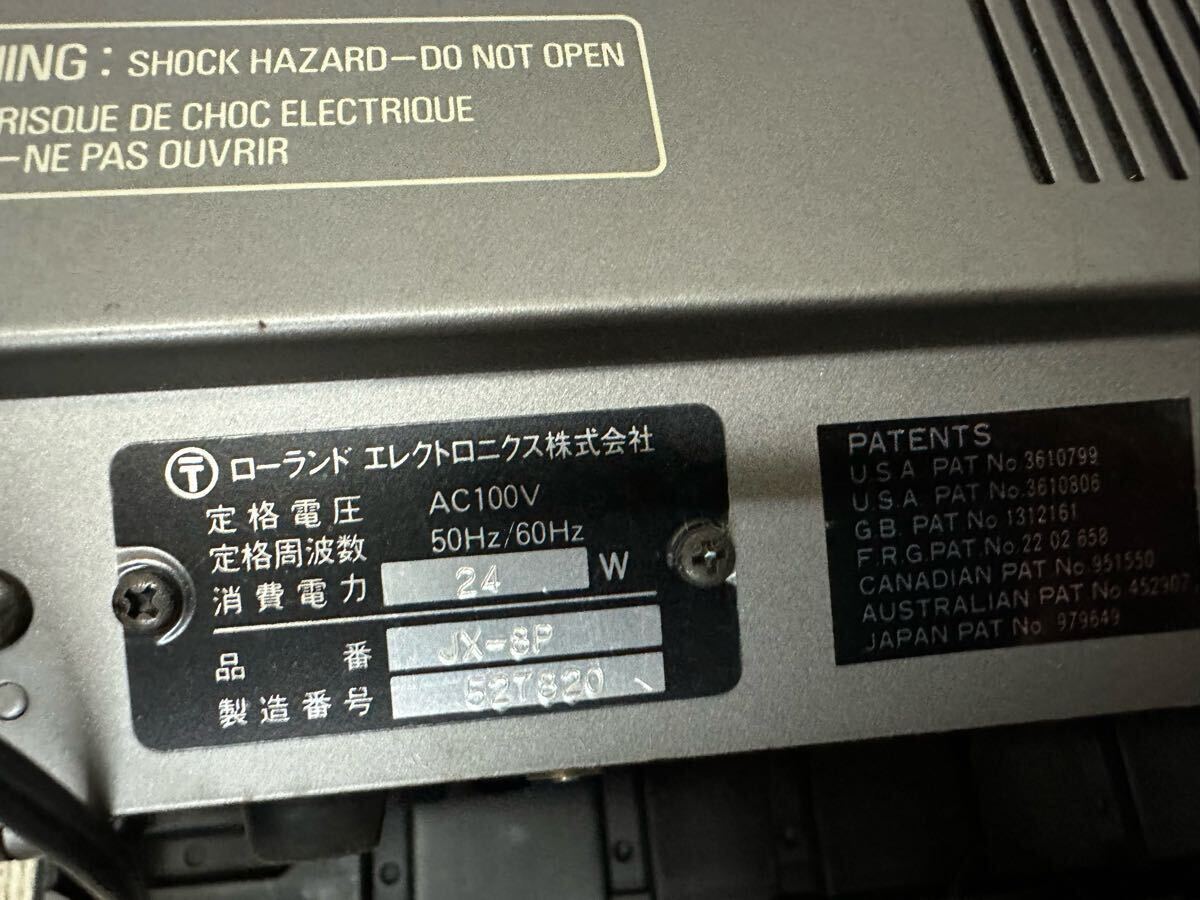 NING : SHOCK HAZARD–DO NOT OPEN
RISQUE DE CHOC ELECTRIQUE
–NE PAS OUVRIR
〒 ローランド エレクトロニクス株式会社
定格電圧 AC100V
定格周波数 50Hz/60Hz
消費電力 24 W
品番 JX-8P
製造番号 527820
PATENTS
U.S.A. PAT No. 3610799
U.S.A. PAT No. 3610806
G.B. PAT No 1312161
F.R.G. PAT. No. 22 02 658
CANADIAN PAT No. 951550
AUSTRALIAN PAT No
JAPAN PAT No 979649